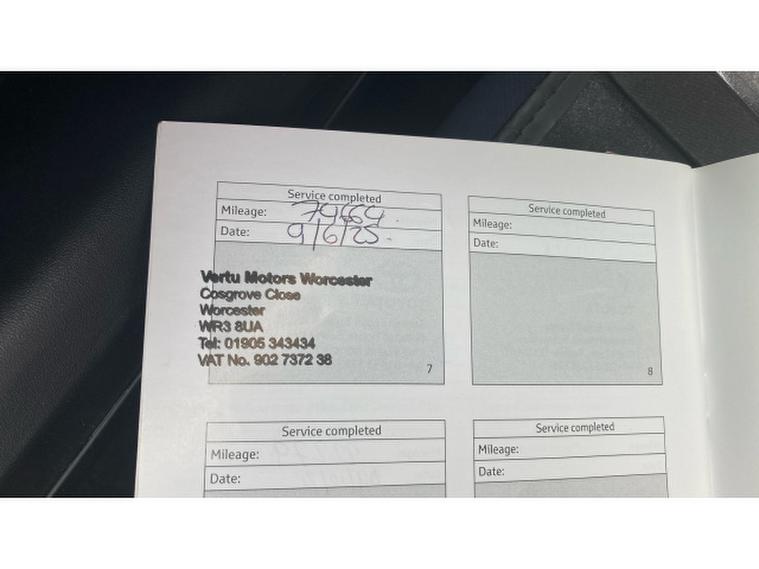 Service completed
Mileage: 74664
Date: 9/6/25
Vertu Motors Worcester
Cosgrove Close
Worcester
WR3 8UA
Tel: 01905 343434
VAT No. 902 7372 38
7
Service completed
Mileage:
Date:
8
Service completed
Mileage:
Date:
Service completed
Mileage:
Date: